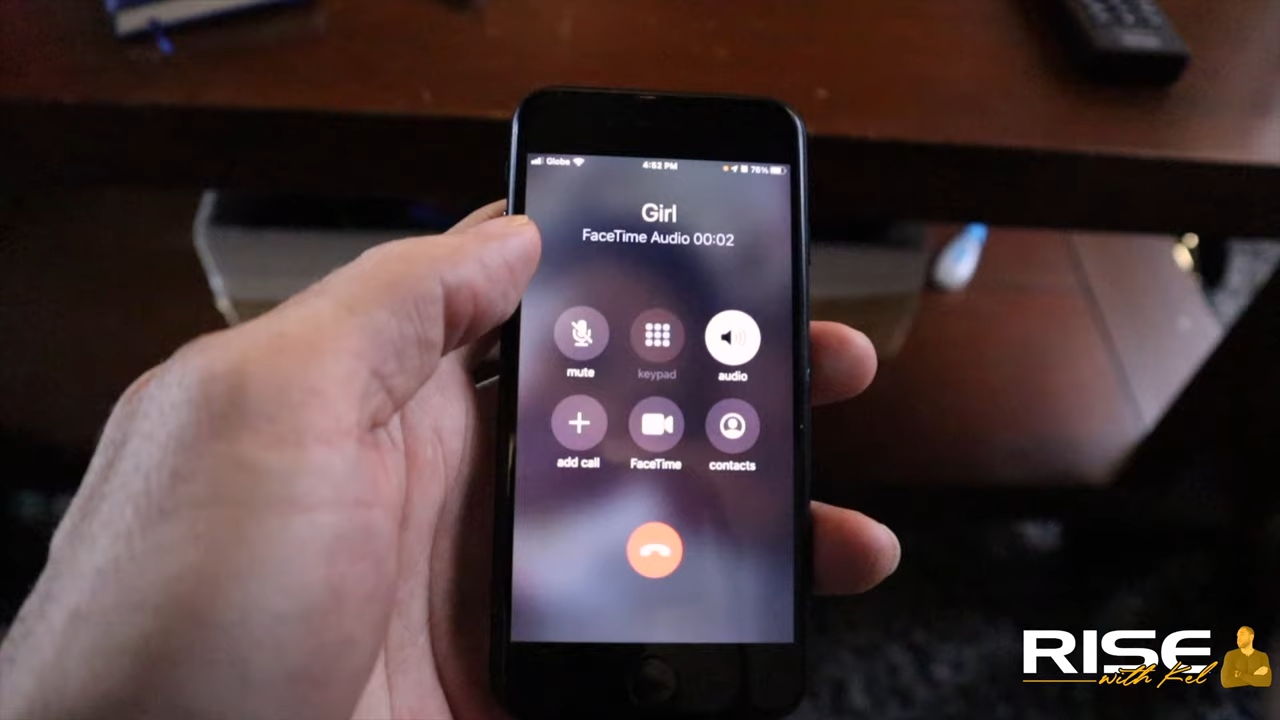 Globe
4:52 PM
76%
Girl
FaceTime Audio 00:02
mute
keypad
audio
add call
FaceTime
contacts
RISE
with Kel